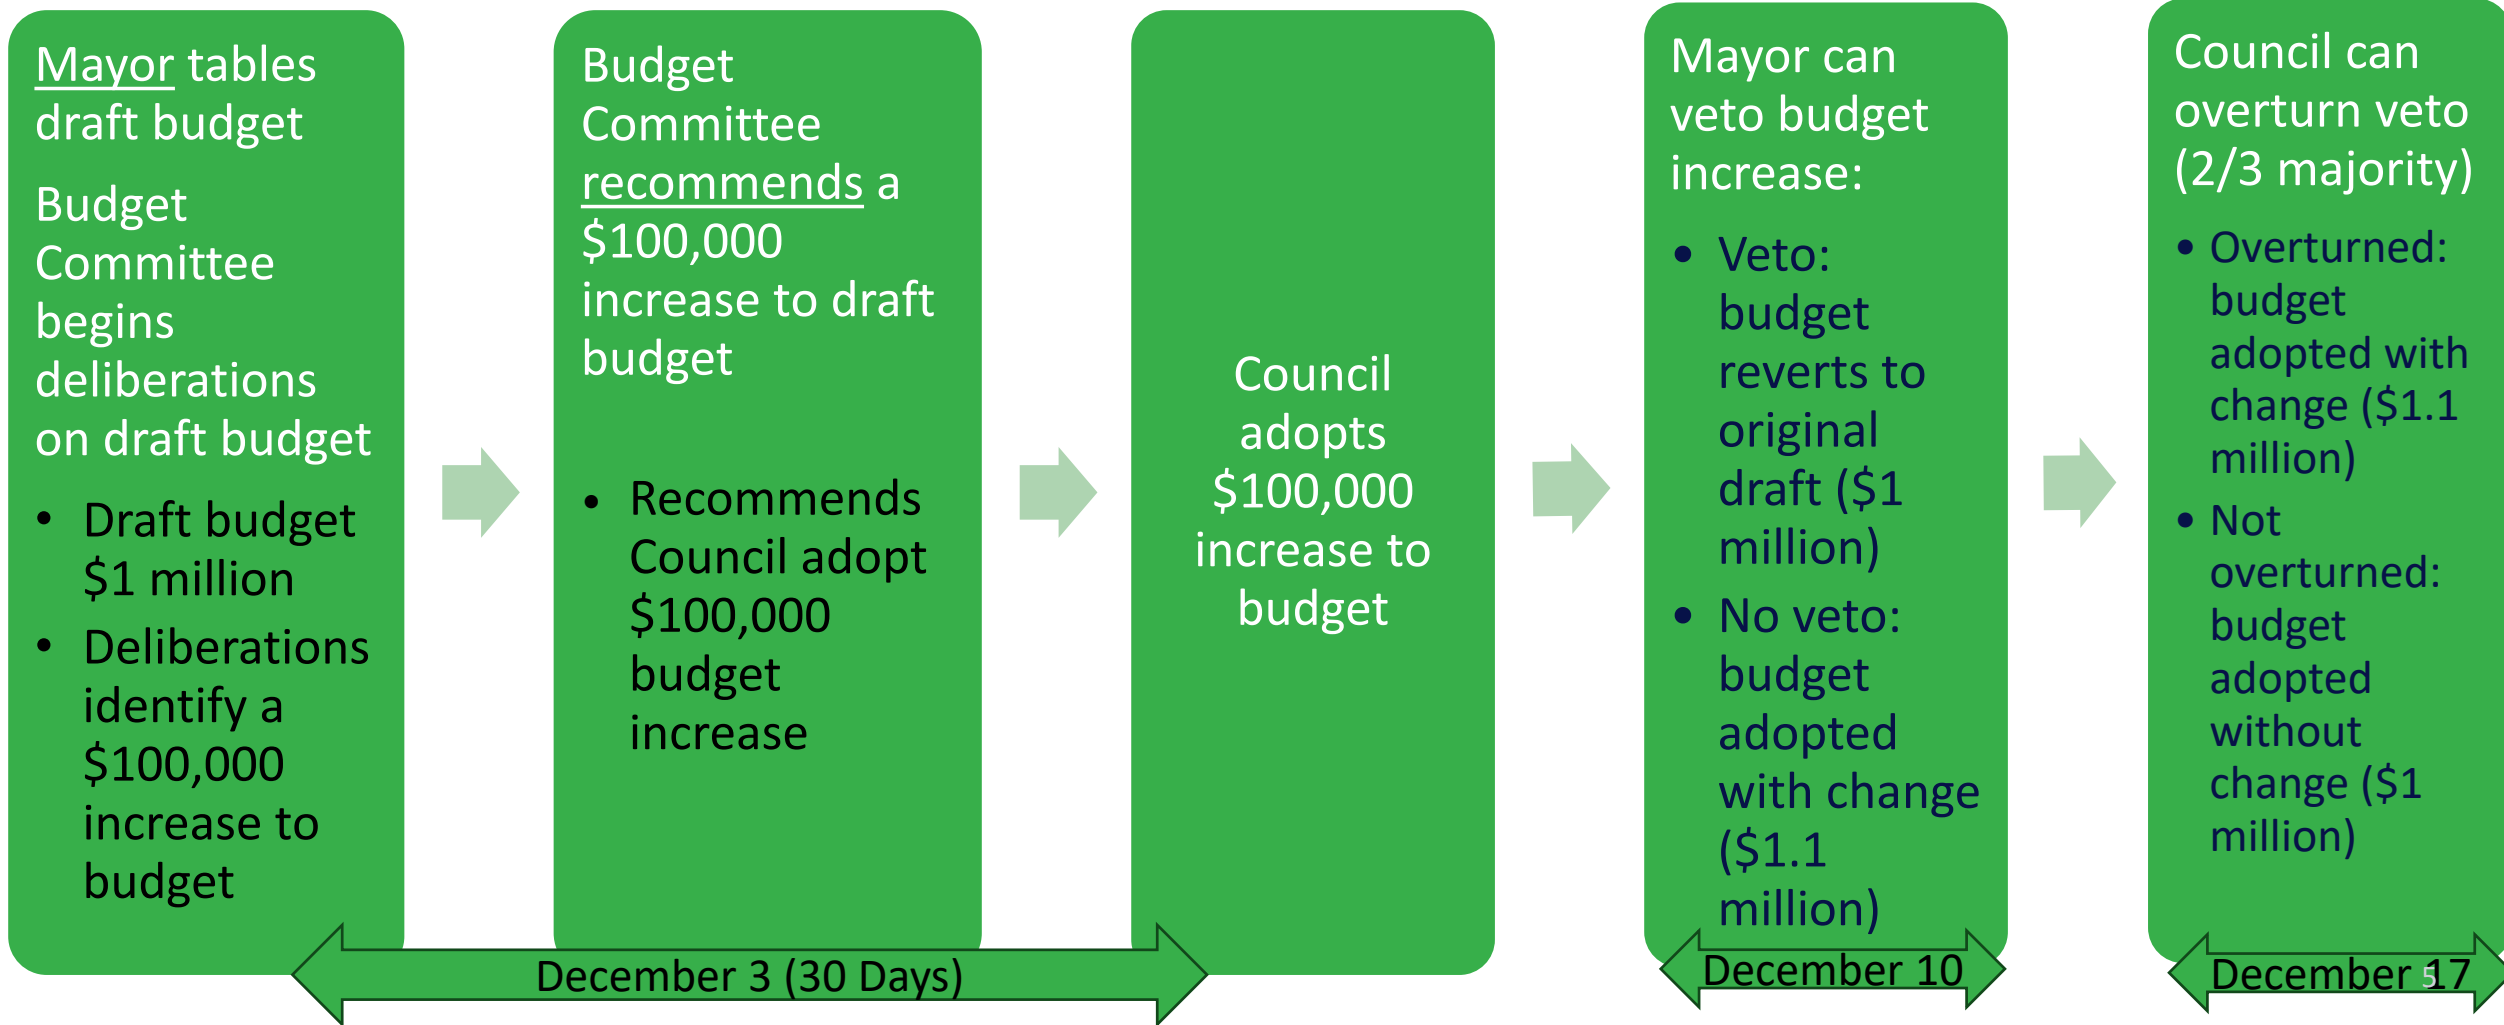 Mayor tables
draft budget
Budget
Committee
begins
deliberations
on draft budget
• Draft budget
$1 million
• Deliberations
identify a
$100,000
increase to
budget
Budget
Committee
recommends a
$100,000
increase to draft
budget
• Recommends
Council adopt
$100,000
budget
increase
Council
adopts
$100,000
increase to
budget
Mayor can
veto budget
increase:
• Veto:
budget
reverts to
original
draft ($1
million)
• No veto:
budget
adopted
with change
($1.1
million)
Council can
overturn veto
(2/3 majority)
• Overturned:
budget
adopted with
change ($1.1
million)
• Not
overturned:
budget
adopted
without
change ($1
million)
December 3 (30 Days)
December 10
December 17
5